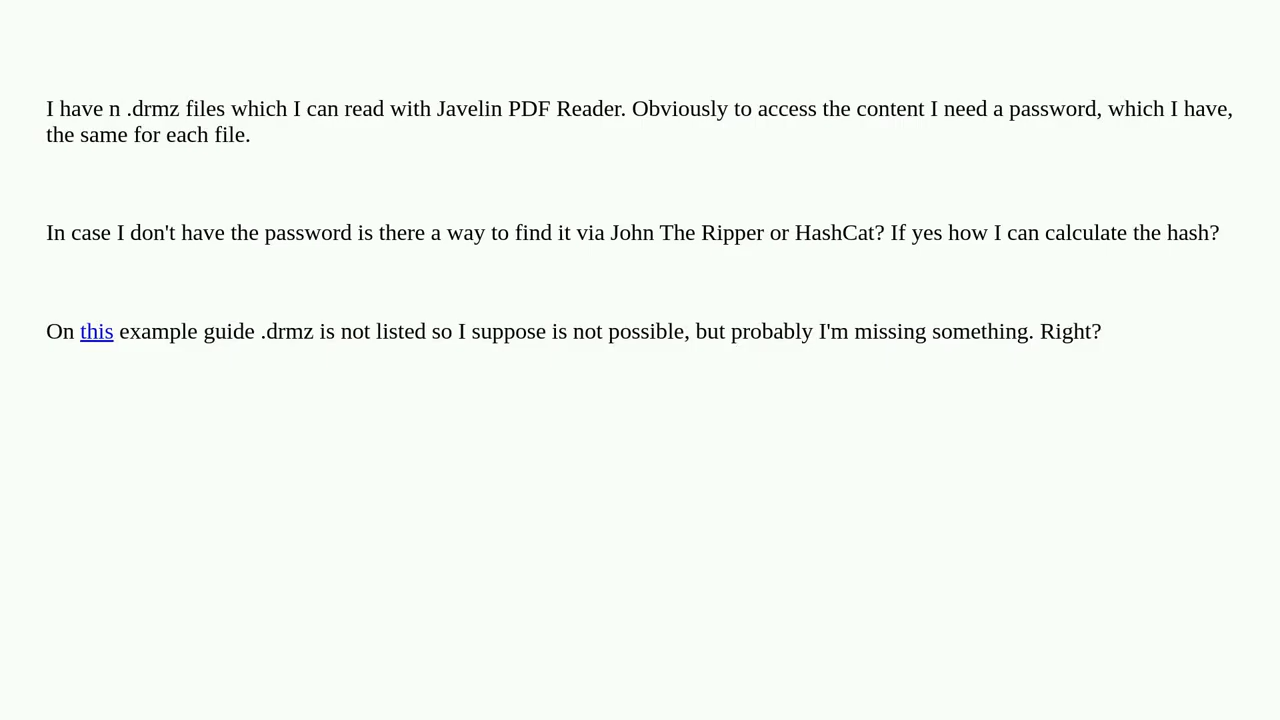 I have n .drmz files which I can read with Javelin PDF Reader. Obviously to access the content I need a password, which I have,
the same for each file.
In case I don't have the password is there a way to find it via John The Ripper or HashCat? If yes how I can calculate the hash?
On this example guide .drmz is not listed so I suppose is not possible, but probably I'm missing something. Right?